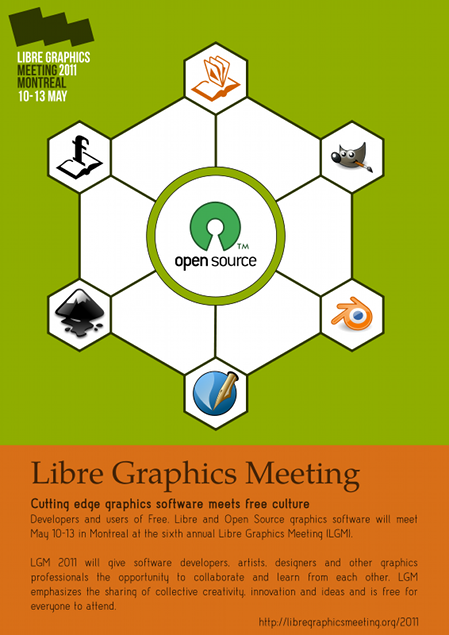 LIBRE GRAPHICS
MEETING 2011
MONTREAL
10-13 MAY
f
open source TM
Libre Graphics Meeting
Cutting edge graphics software meets free culture
Developers and users of Free, Libre and Open Source graphics software will meet
May 10-13 in Montreal at the sixth annual Libre Graphics Meeting (LGM).
LGM 2011 will give software developers, artists, designers and other graphics
professionals the opportunity to collaborate and learn from each other. LGM
emphasizes the sharing of collective creativity, innovation and ideas and is free for
everyone to attend.
http://libregraphicsmeeting.org/2011